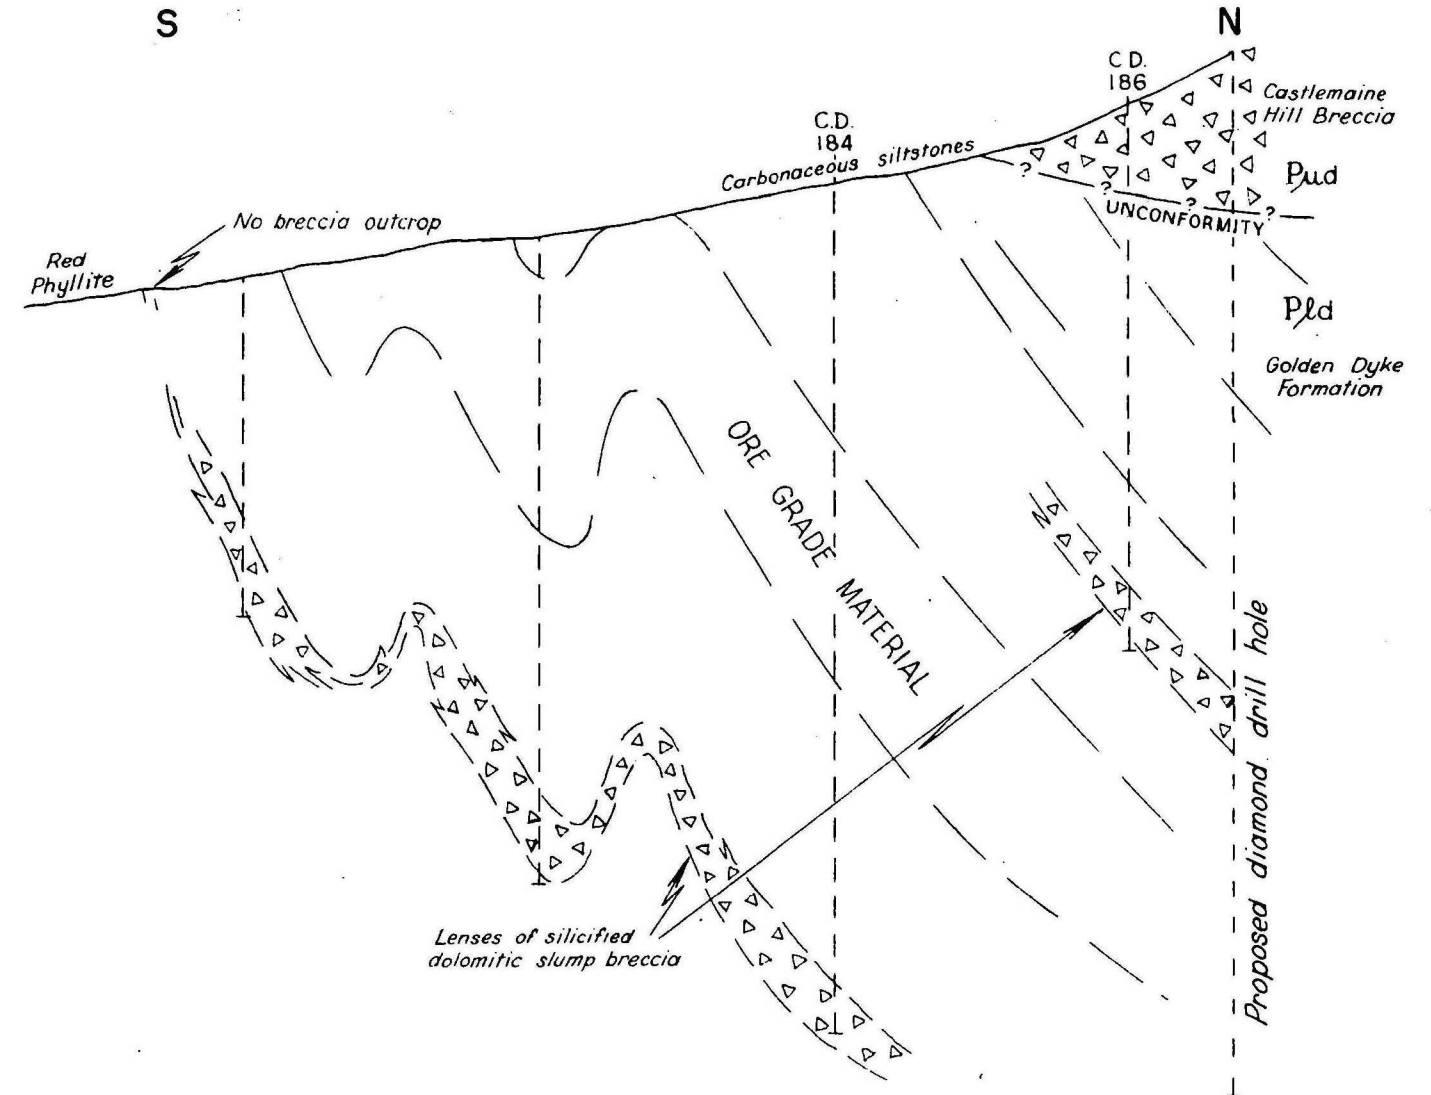 S
N
C.D.
186
Castlemaine
Hill Breccia
C.D.
184
Carbonaceous siltstones
Pud
UNCONFORMITY
? ? ? ?
No breccia outcrop
Red
Phyllite
Pld
Golden Dyke
Formation
ORE GRADE MATERIAL
Proposed diamond drill hole
Lenses of silicified
dolomitic slump breccia